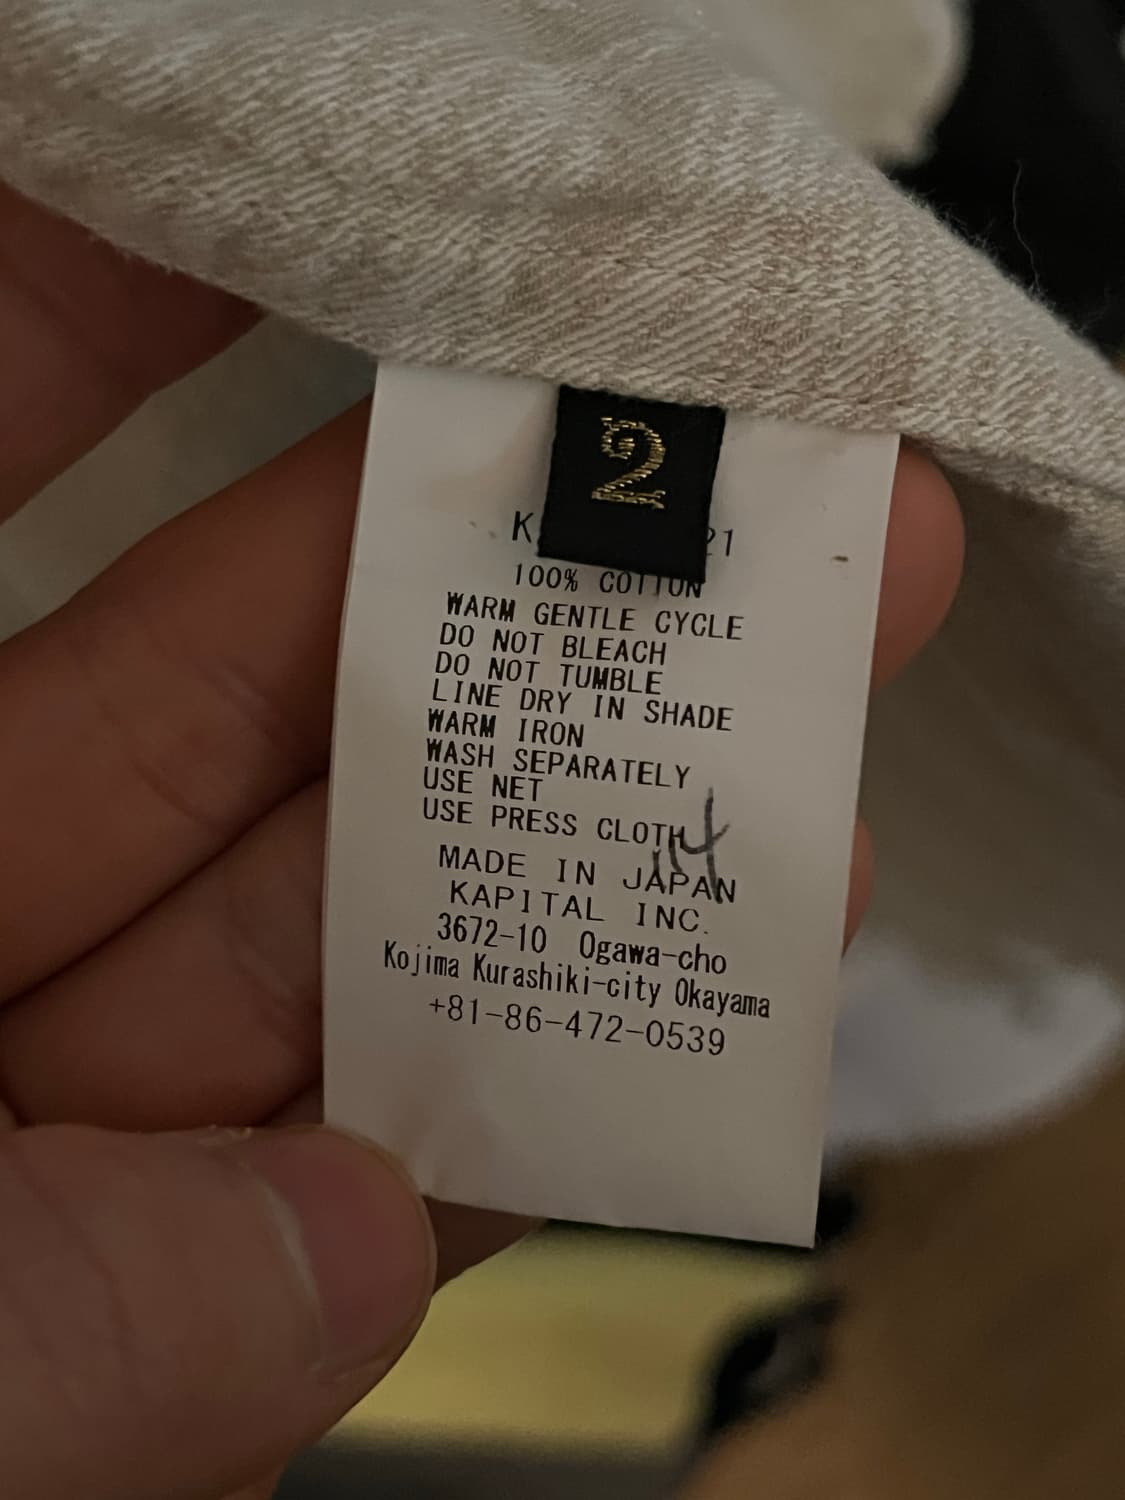 2
100% COTTON
WARM GENTLE CYCLE
DO NOT BLEACH
DO NOT TUMBLE
LINE DRY IN SHADE
WARM IRON
WASH SEPARATELY
USE NET
USE PRESS CLOTH
MADE IN JAPAN
KAPITAL INC.
3672-10 Ogawa-cho
Kojima Kurashiki-city Okayama
+81-86-472-0539